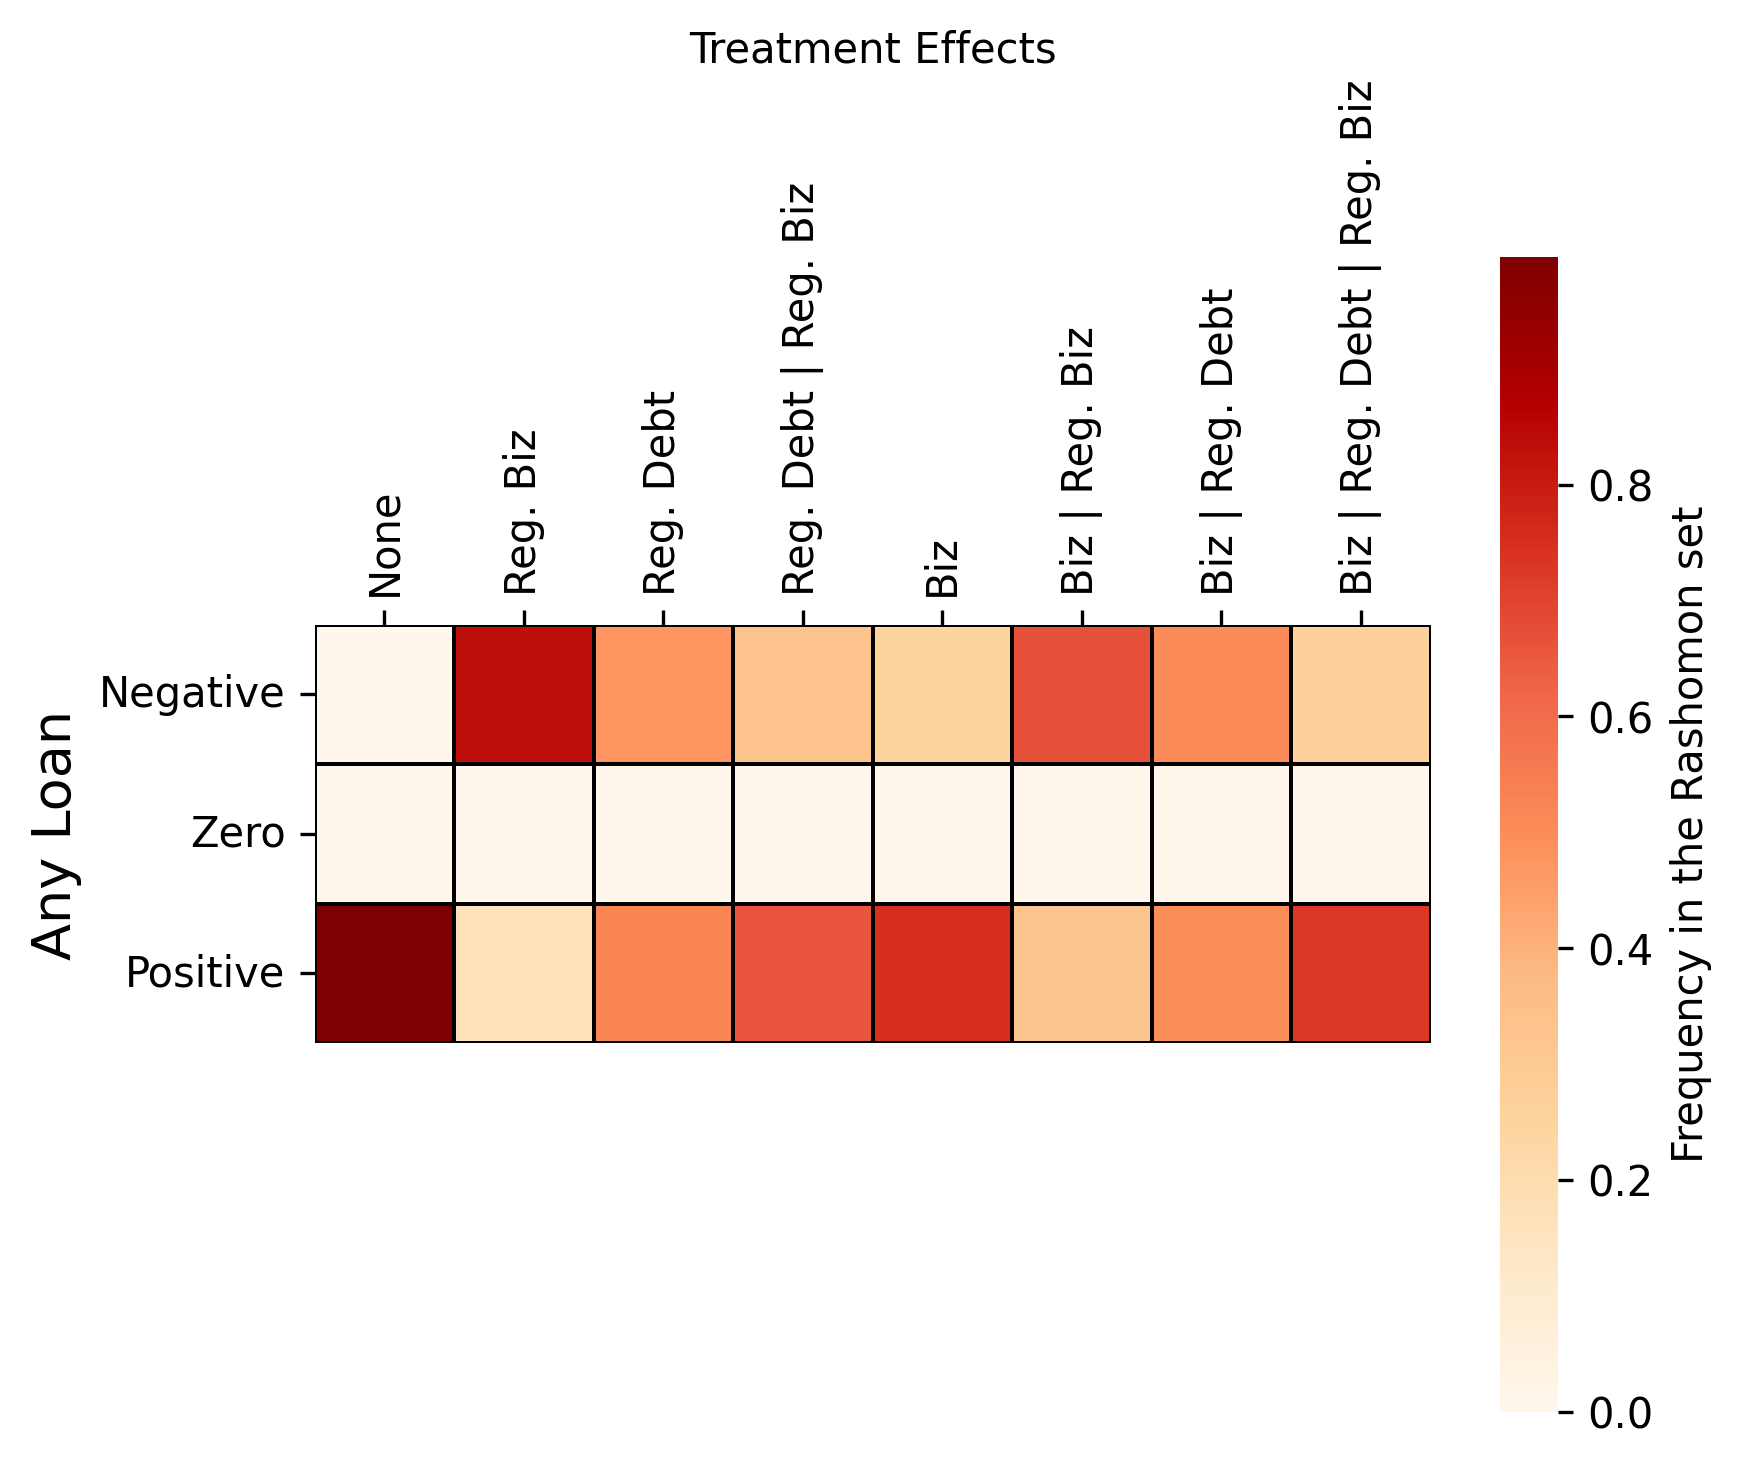 Treatment Effects
None
Reg. Biz
Reg. Debt
Reg. Debt | Reg. Biz
Biz
Biz | Reg. Biz
Biz | Reg. Debt
Biz | Reg. Debt | Reg. Biz
Any Loan
Negative
Zero
Positive
0.8
0.6
0.4
0.2
0.0
Frequency in the Rashomon set